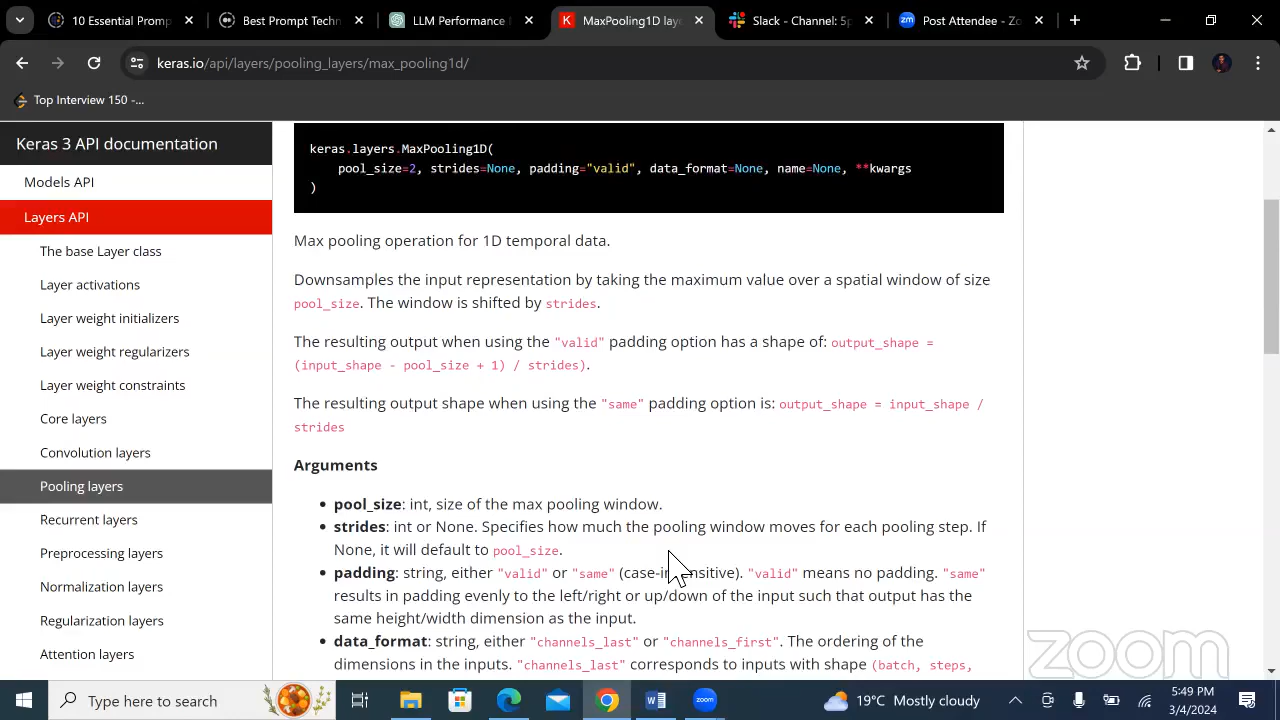 10 Essential Promp
Best Prompt Techn
LLM Performance
MaxPooling1D laye
Slack - Channel: Sp
Post Attendee - Zo
keras.io/api/layers/pooling_layers/max_pooling1d/
Top Interview 150 -...
Keras 3 API documentation
Models API
Layers API
The base Layer class
Layer activations
Layer weight initializers
Layer weight regularizers
Layer weight constraints
Core layers
Convolution layers
Pooling layers
Recurrent layers
Preprocessing layers
Normalization layers
Regularization layers
Attention layers
keras.layers.MaxPooling1D(
pool_size=2, strides=None, padding="valid", data_format=None, name=None, **kwargs
)
Max pooling operation for 1D temporal data.
Downsamples the input representation by taking the maximum value over a spatial window of size
pool_size. The window is shifted by strides.
The resulting output when using the "valid" padding option has a shape of: output_shape =
(input_shape - pool_size + 1) / strides).
The resulting output shape when using the "same" padding option is: output_shape = input_shape /
strides
Arguments
• pool_size: int, size of the max pooling window.
• strides: int or None. Specifies how much the pooling window moves for each pooling step. If
None, it will default to pool_size.
• padding: string, either "valid" or "same" (case-insensitive). "valid" means no padding. "same"
results in padding evenly to the left/right or up/down of the input such that output has the
same height/width dimension as the input.
• data_format: string, either "channels_last" or "channels_first". The ordering of the
dimensions in the inputs. "channels_last" corresponds to inputs with shape (batch, steps,
zoom
Type here to search
zm
19°C Mostly cloudy
5:49 PM
3/4/2024